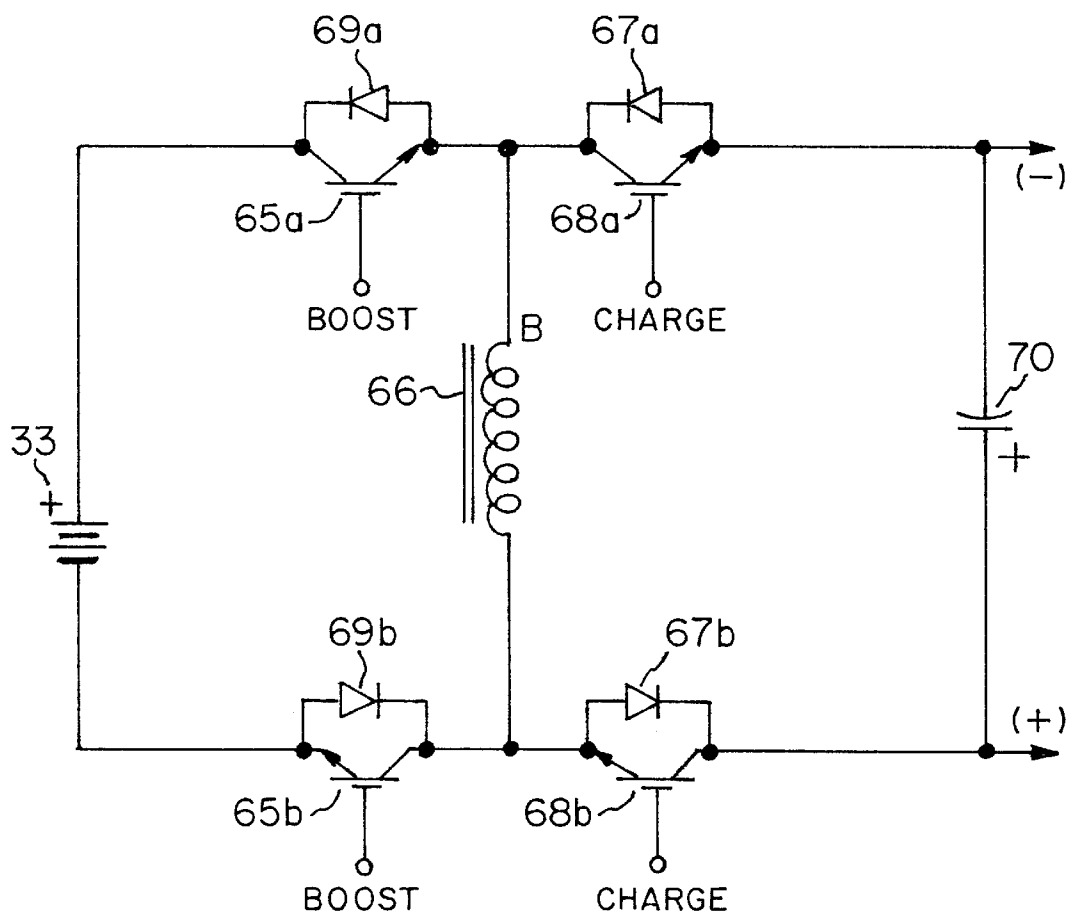 69a
67a
(-)
65a
68a
BOOST
CHARGE
B
66
70
33
+
+
69b
67b
(+)
65b
68b
BOOST
CHARGE